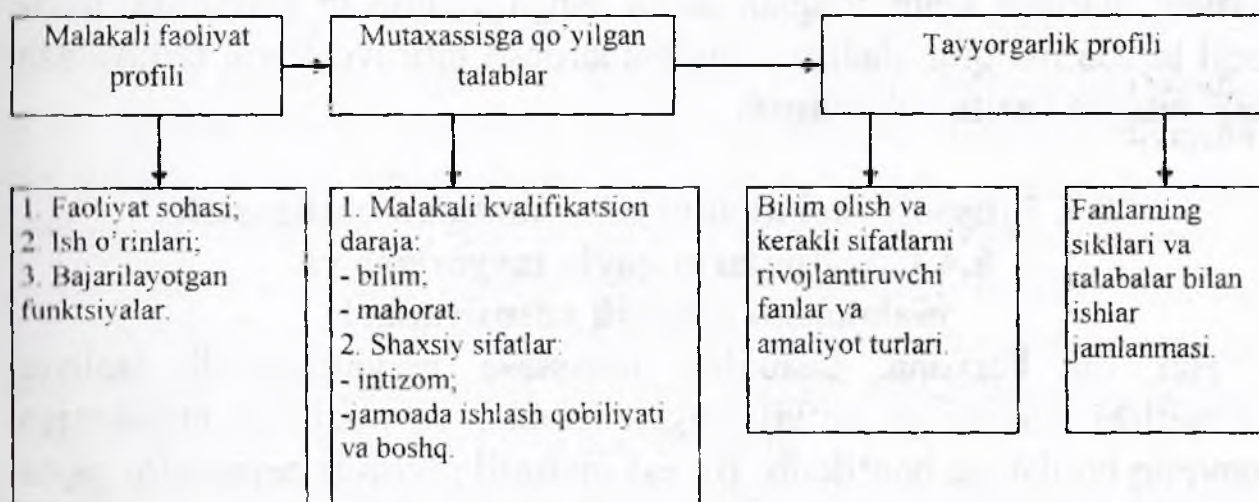 Malakali faoliyat
profili
Mutaxassisga qo`yilgan
talablar
Tavyorgarlik profili
1. Faoliyat sohasi;
2. Ish o`rinlari;
3. Bajarilayotgan
funktsiyalar.
1. Malakali kvalifikatsion
daraja:
- bilim;
- mahorat.
2. Shaxsiy sifatlar:
- intizom;
-jamoada ishlash qobiliyati
va boshq.
Bilim olish va
kerakli sifatlarni
rivojlantiruvchi
fanlar va
amaliyot turlari.
Fanlarning
sikllari va
talabalar bilan
ishlar
jamlanmasi.